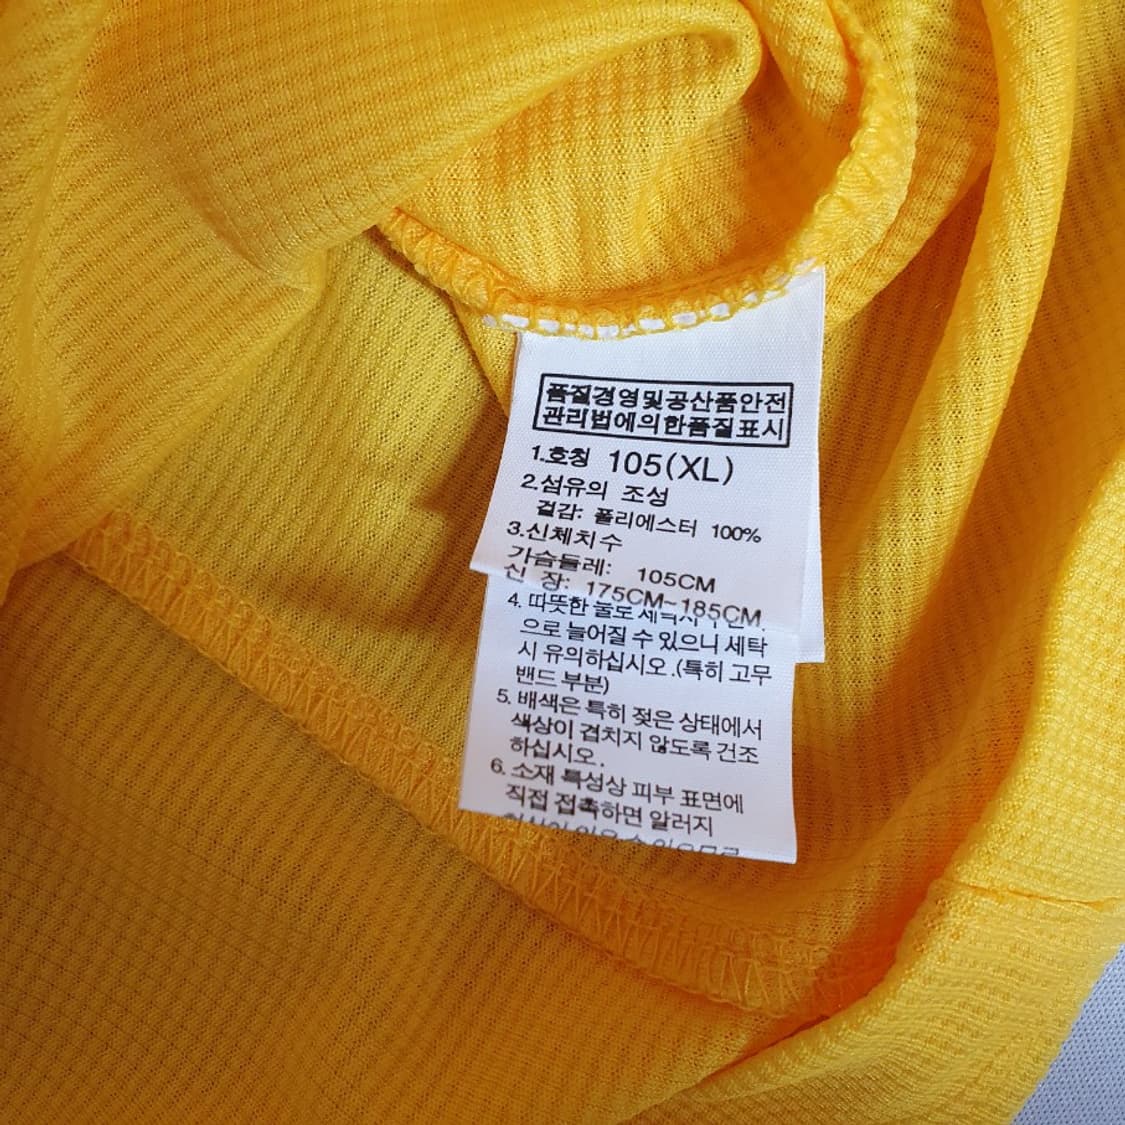 품질경영및공산품안전
관리법에의한품질표시
1.호칭 105(XL)
2.섬유의 조성
겉감: 폴리에스터 100%
3.신체치수
가슴둘레: 105CM
신 장: 175CM~185CM
4. 따뜻한 물로
으로 늘어질 수 있으니 세탁
시 유의하십시오.(특히 고무
밴드 부분)
5. 배색은 특히 젖은 상태에서
색상이 겹치지 않도록 건조
하십시오.
6. 소재 특성상 피부 표면에
직접 접촉하면 알러지